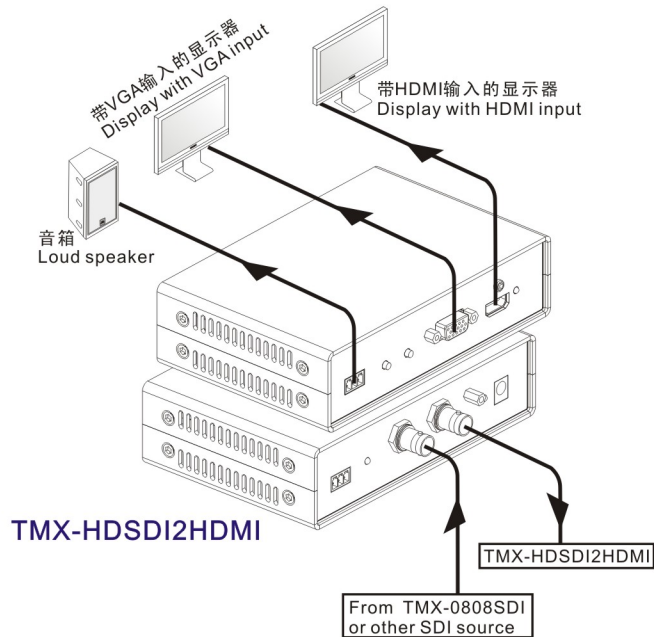 带VGA输入的显示器
Display with VGA input
带HDMI输入的显示器
Display with HDMI input
音箱
Loud speaker
TMX-HDSDI2HDMI
TMX-HDSDI2HDMI
From TMX-0808SDI
or other SDI source